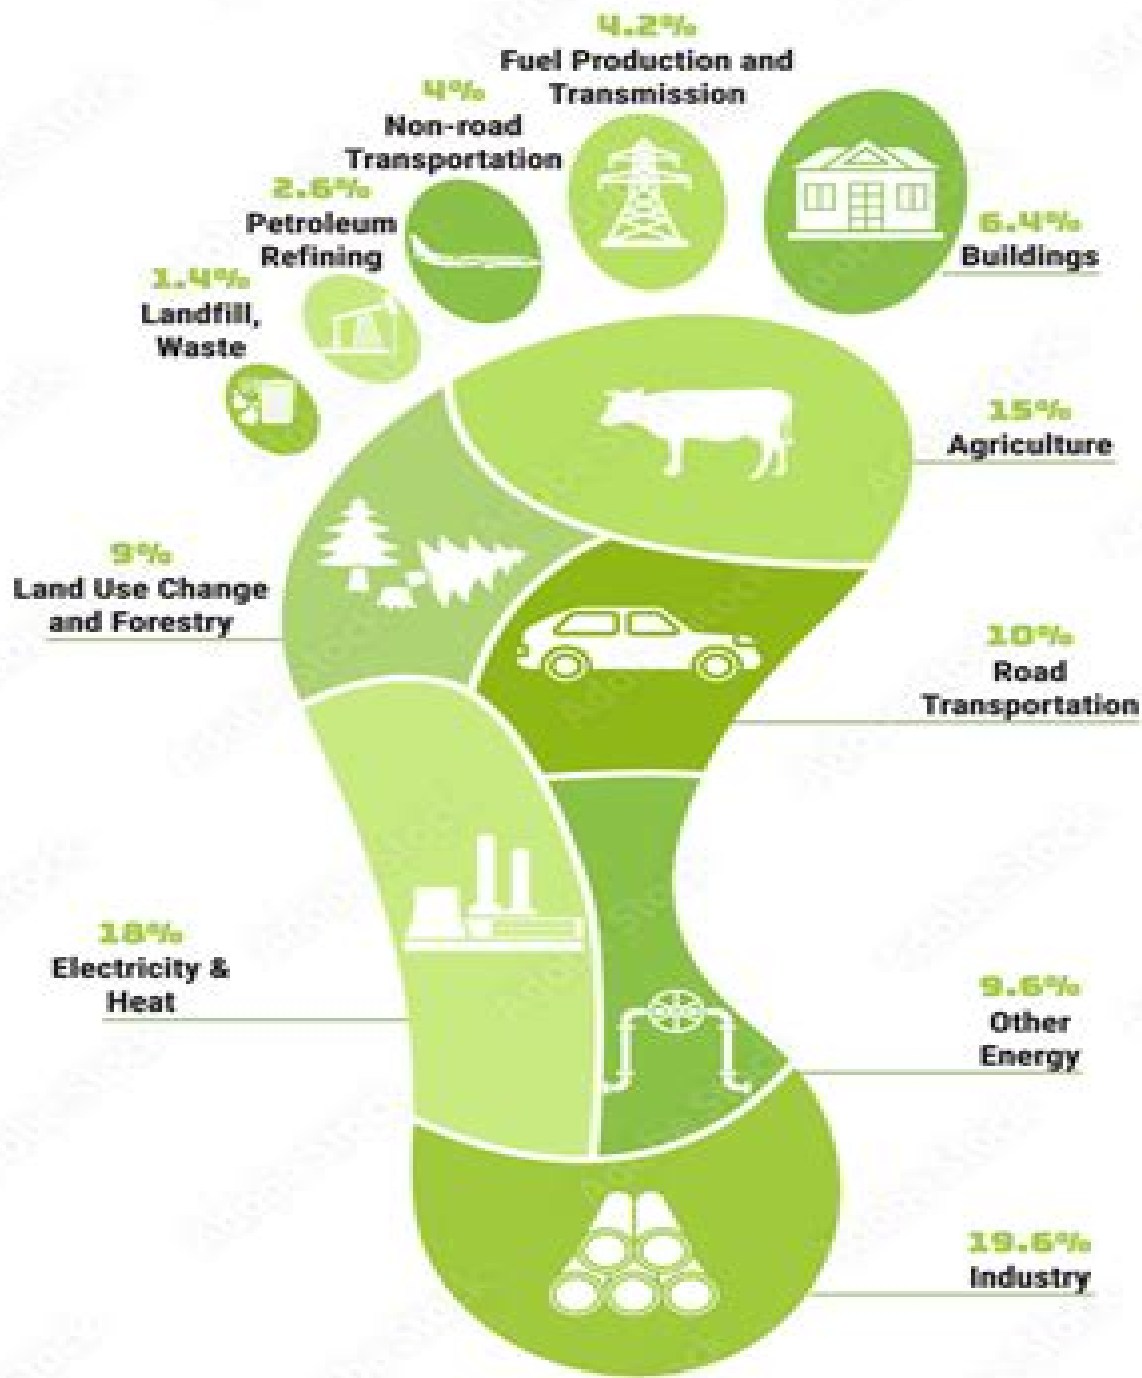 4.2%
Fuel Production and
Transmission
4%
Non-road
Transportation
2.6%
Petroleum
Refining
1.4%
Landfill,
Waste
6.4%
Buildings
15%
Agriculture
9%
Land Use Change
and Forestry
10%
Road
Transportation
18%
Electricity &
Heat
9.6%
Other
Energy
19.6%
Industry